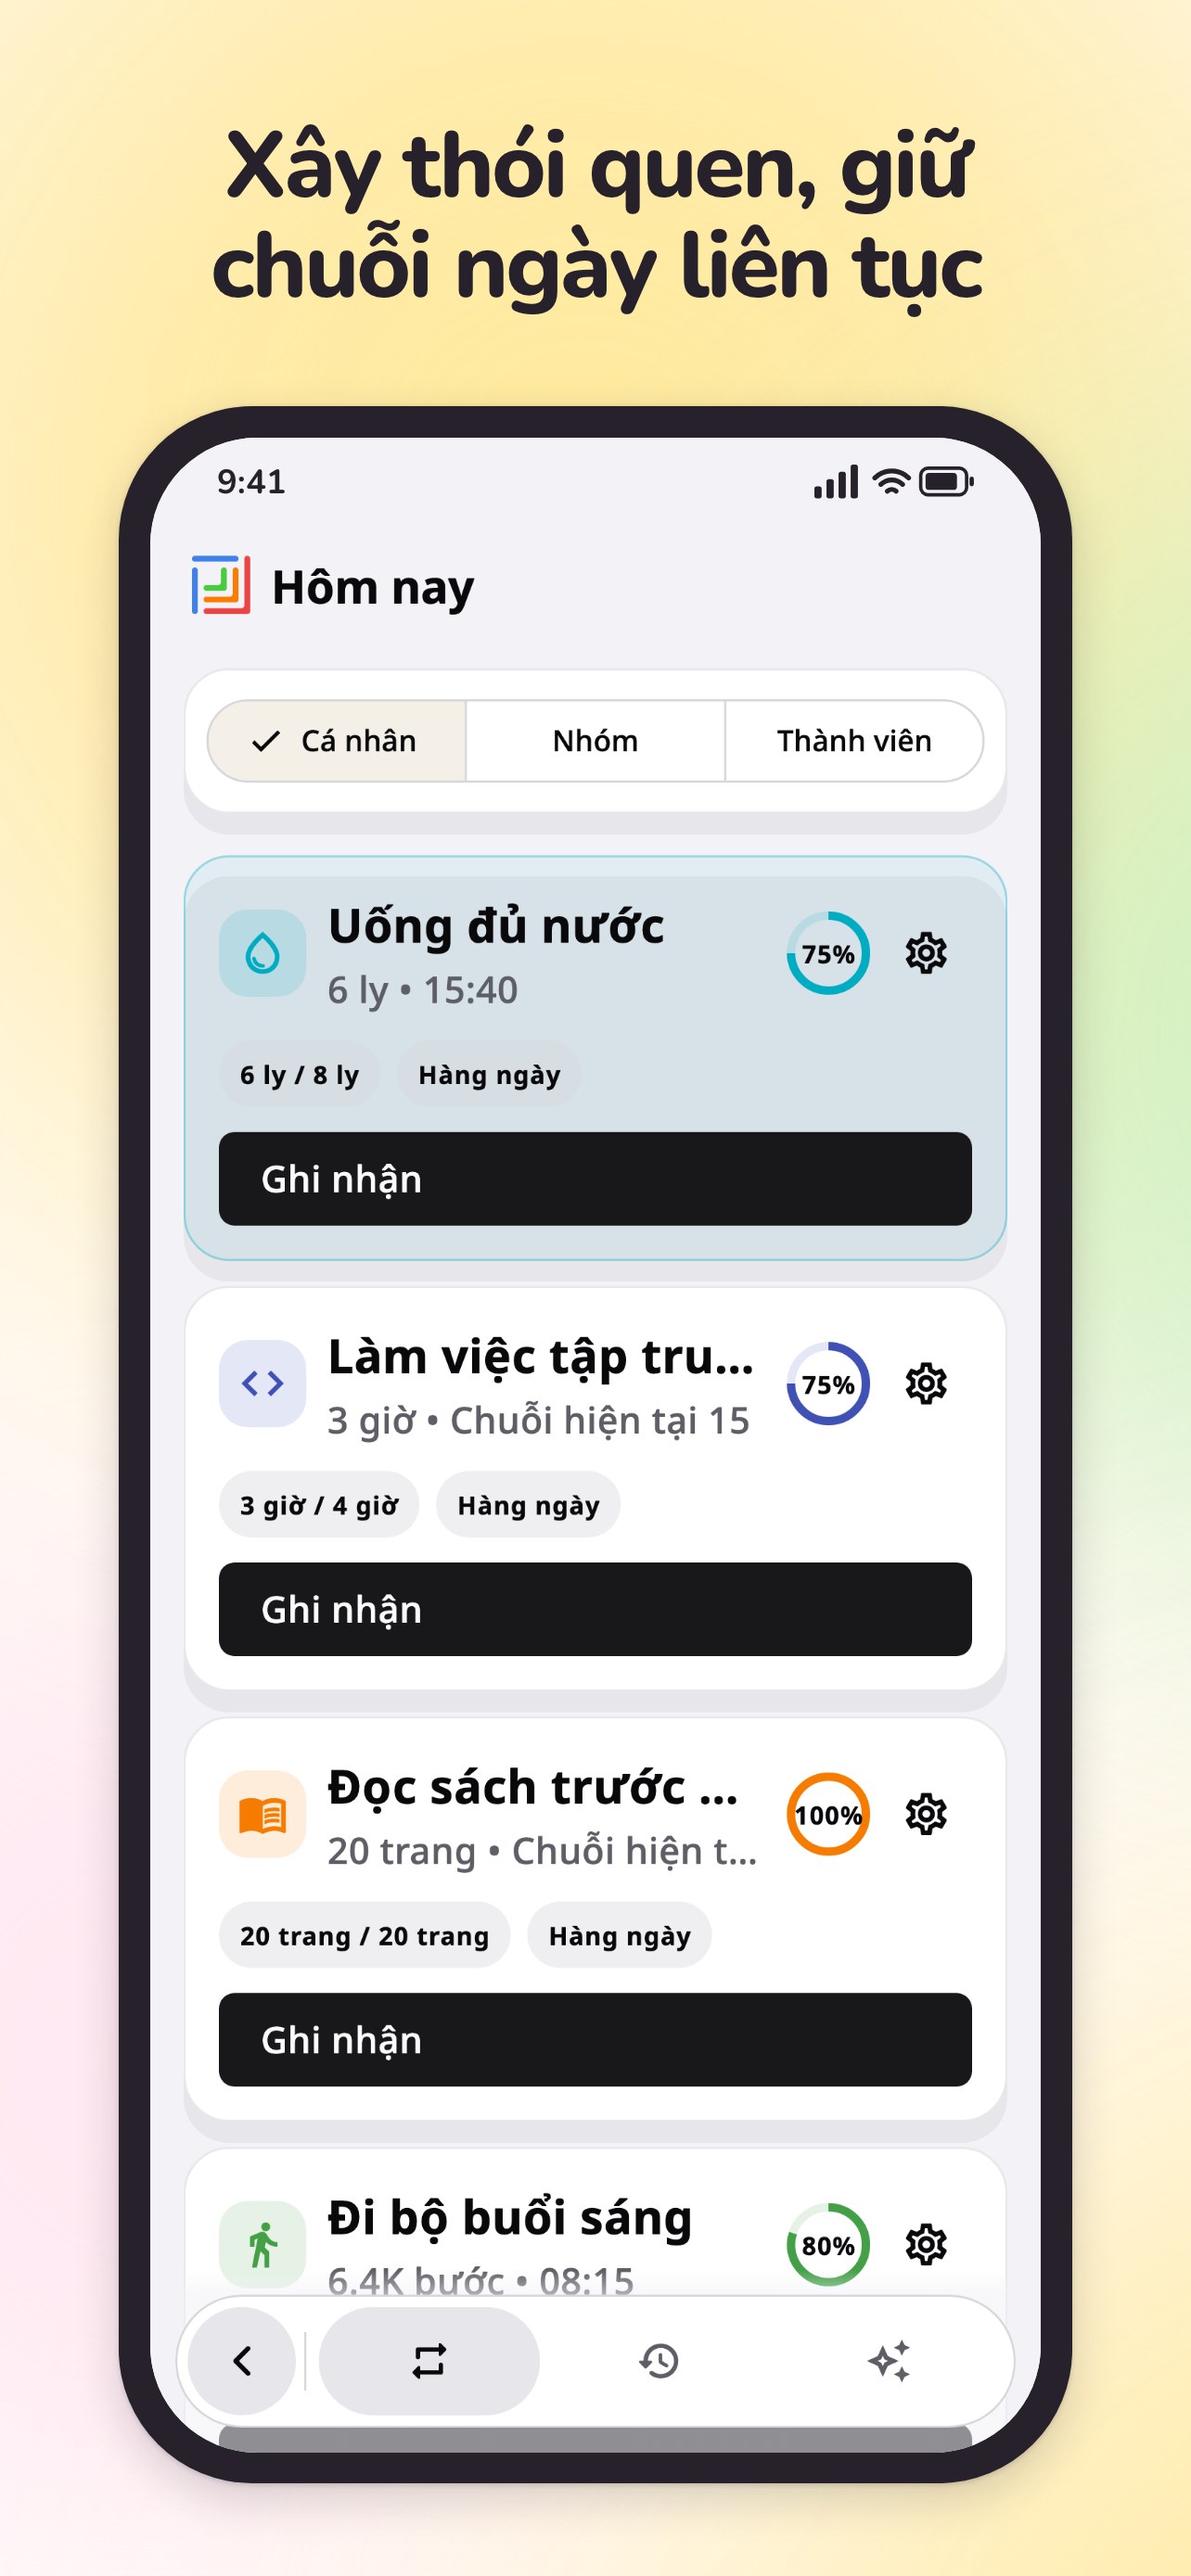 Xây thói quen, giữ
chuỗi ngày liên tục
9:41
Hôm nay
Cá nhân
Nhóm
Thành viên
Uống đủ nước
6 ly • 15:40
75%
6 ly / 8 ly
Hàng ngày
Ghi nhận
Làm việc tập tru...
3 giờ • Chuỗi hiện tại 15
75%
3 giờ / 4 giờ
Hàng ngày
Ghi nhận
Đọc sách trước ...
20 trang • Chuỗi hiện t...
100%
20 trang / 20 trang
Hàng ngày
Ghi nhận
Đi bộ buổi sáng
6.4K bước • 08:15
80%